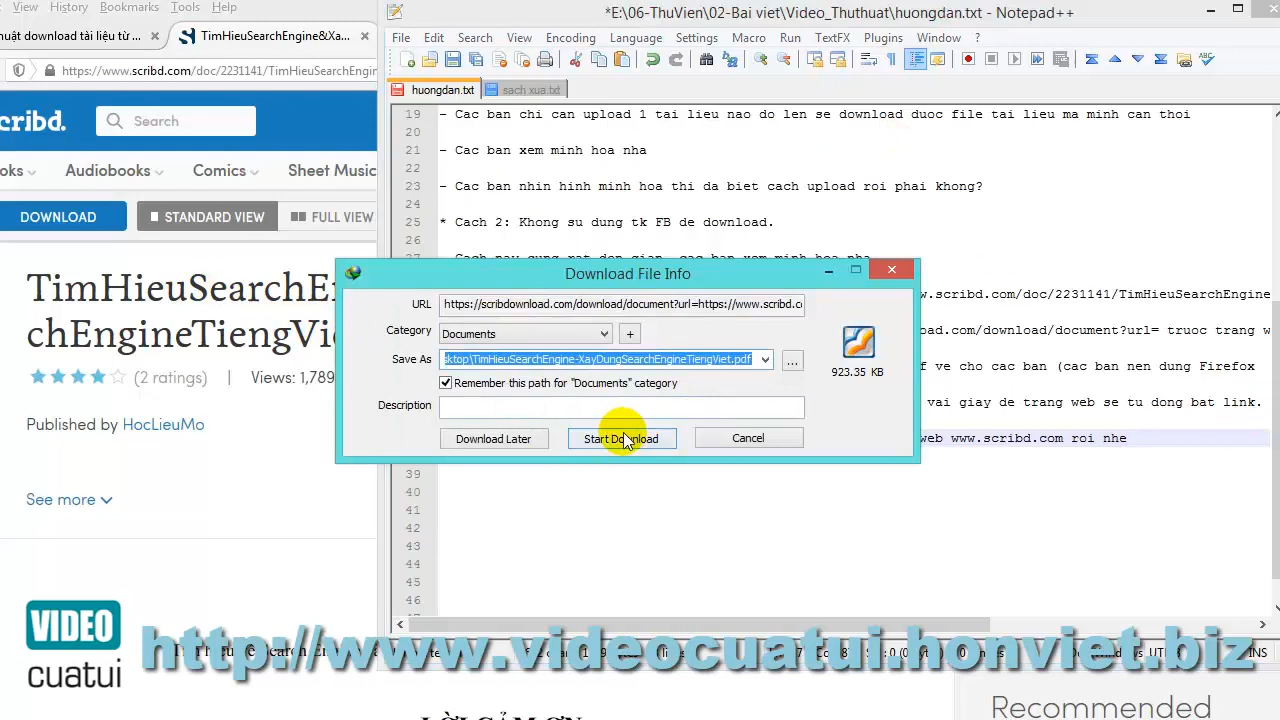 View History Bookmarks Tools Help
*E:\06-ThuVien\02-Bai viet\Video_Thuthuat\huongdan.txt - Notepad++
huật download tài liệu từ ...
TimHieuSearchEngine&Xa...
File Edit Search View Encoding Language Settings Macro Run TextFX Plugins Window ?
https://www.scribd.com/doc/2231141/TimHieuSearchEngin
huongdan.txt
sach xua.txt
cribd.
Search
oks
Audiobooks
Comics
Sheet Music
DOWNLOAD
STANDARD VIEW
FULL VIEW
TimHieuSearchE
chEngineTiengVie
(2 ratings) | Views: 1,789
Published by HocLieuMo
See more
19 - Cac ban chi can upload 1 tai lieu nao do len se download duoc file tai lieu ma minh can thoi
20
21 - Cac ban xem minh hoa nha
22
23 - Cac ban nhin hinh minh hoa thi da biet cach upload roi phai khong?
24
25 * Cach 2: Khong su dung tk FB de download.
26
w.scribd.com/doc/2231141/TimHieuSearchEngine
oad.com/download/document?url= truoc trang w
f ve cho cac ban (cac ban nen dung Firefox
vai giay de trang web se tu dong bat link.
web www.scribd.com roi nhe
39
40
41
42
43
44
45
46
Download File Info
URL
https://scribdownload.com/download/document?url=https://www.scribd.c
Category
Documents
+
Save As
sktop\TimHieuSearchEngine-XayDungSearchEngineTiengViet.pdf
...
923.35 KB
Remember this path for "Documents" category
Description
Download Later
Start Download
Cancel
VIDEO
cuatui
http://www.videocuatui.honviet.biz
INS
LỜI CẢM ƠN
Recommended